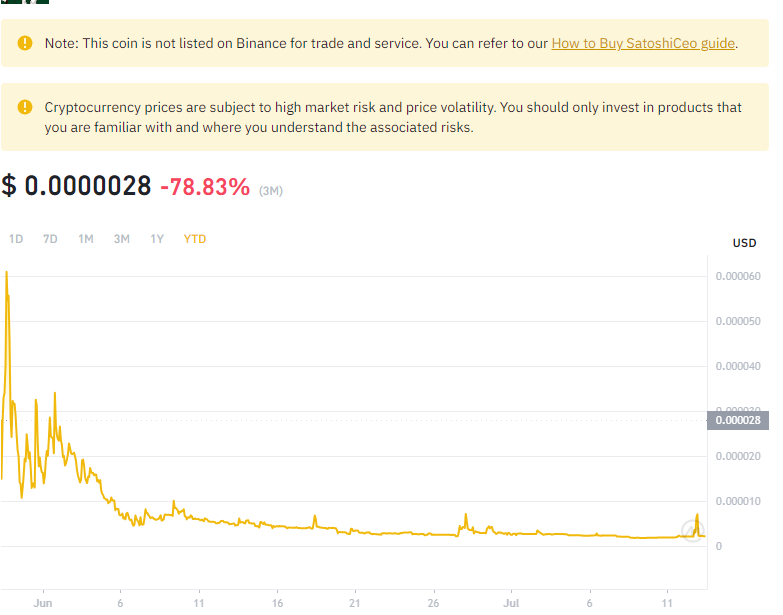 Note: This coin is not listed on Binance for trade and service. You can refer to our How to Buy SatoshiCeo guide.
Cryptocurrency prices are subject to high market risk and price volatility. You should only invest in products that
you are familiar with and where you understand the associated risks.
$ 0.0000028 -78.83% (3M)
1D 7D 1M 3M 1Y YTD
USD
0.000060
0.000050
0.000040
0.000030
0.000028
0.000020
0.000010
0
Jun 6 11 16 21 26 Jul 6 11